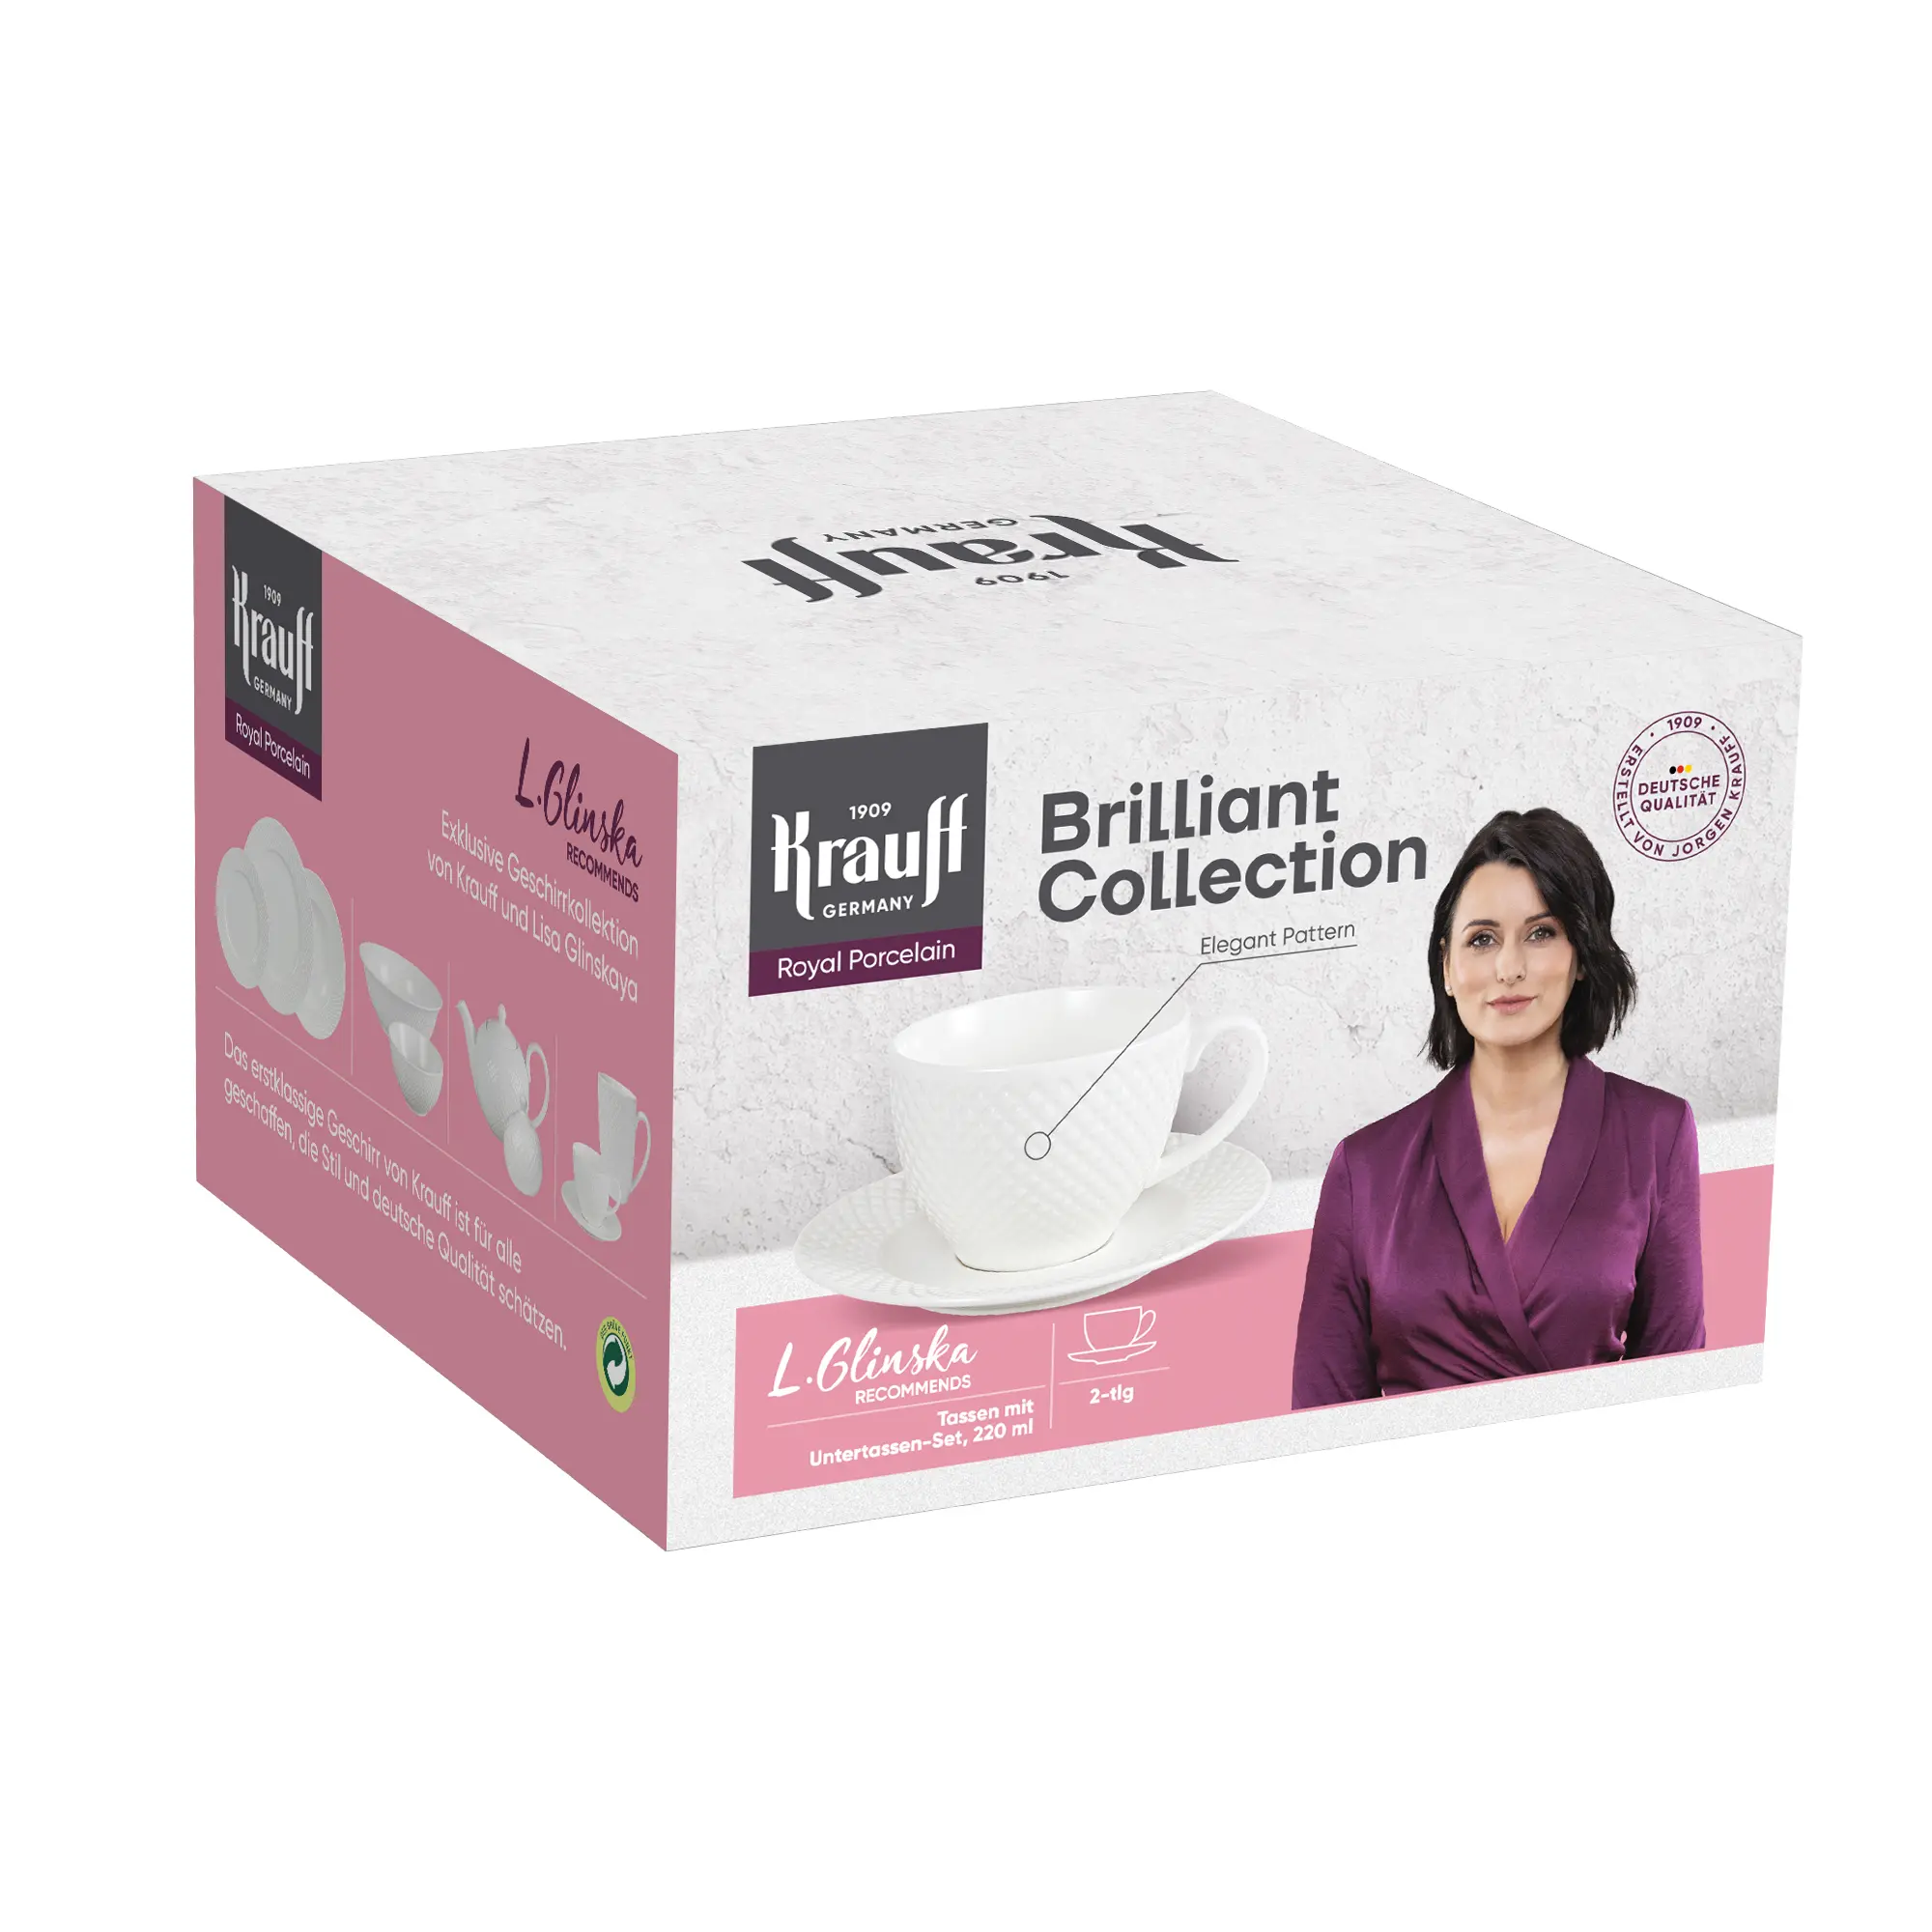 1909
Krauff
GERMANY
1909
Krauff
GERMANY
Royal Porcelain
L.Glinska
RECOMMENDS
Exklusive Geschirrkollektion
von Krauff und Lisa Glinskaya
Das erstklassige Geschirr von Krauff ist für alle
geschaffen, die Stil und deutsche Qualität schätzen.
1909
Krauff
GERMANY
Royal Porcelain
Brilliant
Collection
Elegant Pattern
1909
ERSTELLT VON JORGEN KRAUFF
DEUTSCHE
QUALITÄT
L.Glinska
RECOMMENDS
Tassen mit
Untertassen-Set, 220 ml
2-tlg